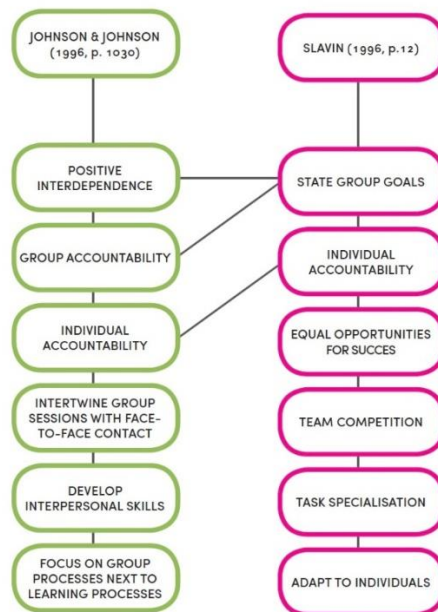 JOHNSON & JOHNSON
(1996, p. 1030)
POSITIVE
INTERDEPENDENCE
GROUP ACCOUNTABILITY
INDIVIDUAL
ACCOUNTABILITY
INTERTWINE GROUP
SESSIONS WITH FACE-
TO-FACE CONTACT
DEVELOP
INTERPERSONAL SKILLS
FOCUS ON GROUP
PROCESSES NEXT TO
LEARNING PROCESSES
SLAVIN (1996, p.12)
STATE GROUP GOALS
INDIVIDUAL
ACCOUNTABILITY
EQUAL OPPORTUNITIES
FOR SUCCES
TEAM COMPETITION
TASK SPECIALISATION
ADAPT TO INDIVIDUALS